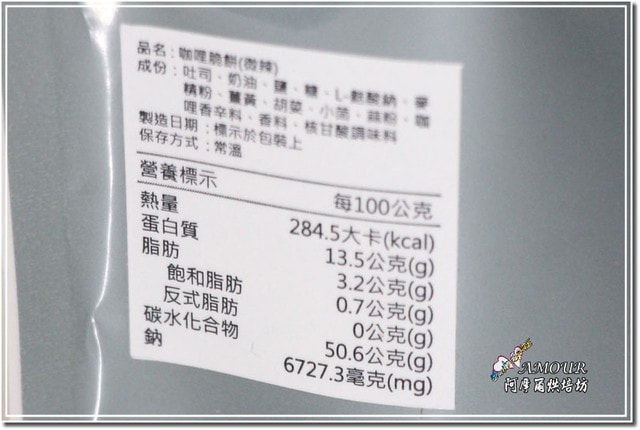 品名:咖哩脆餅(微辣)
成份:吐司、奶油、鹽、糖、L-麩酸鈉、麥
精粉、薑黃、胡荽、小茴、蒜粉、咖
哩香辛料、香料、核甘酸調味料
製造日期:標示於包裝上
保存方式:常溫
營養標示
每100公克
熱量 284.5大卡(kcal)
蛋白質 13.5公克(g)
脂肪 3.2公克(g)
飽和脂肪 0.7公克(g)
反式脂肪 0公克(g)
碳水化合物 50.6公克(g)
鈉 6727.3毫克(mg)
AMOUR
阿摩爾烘培坊